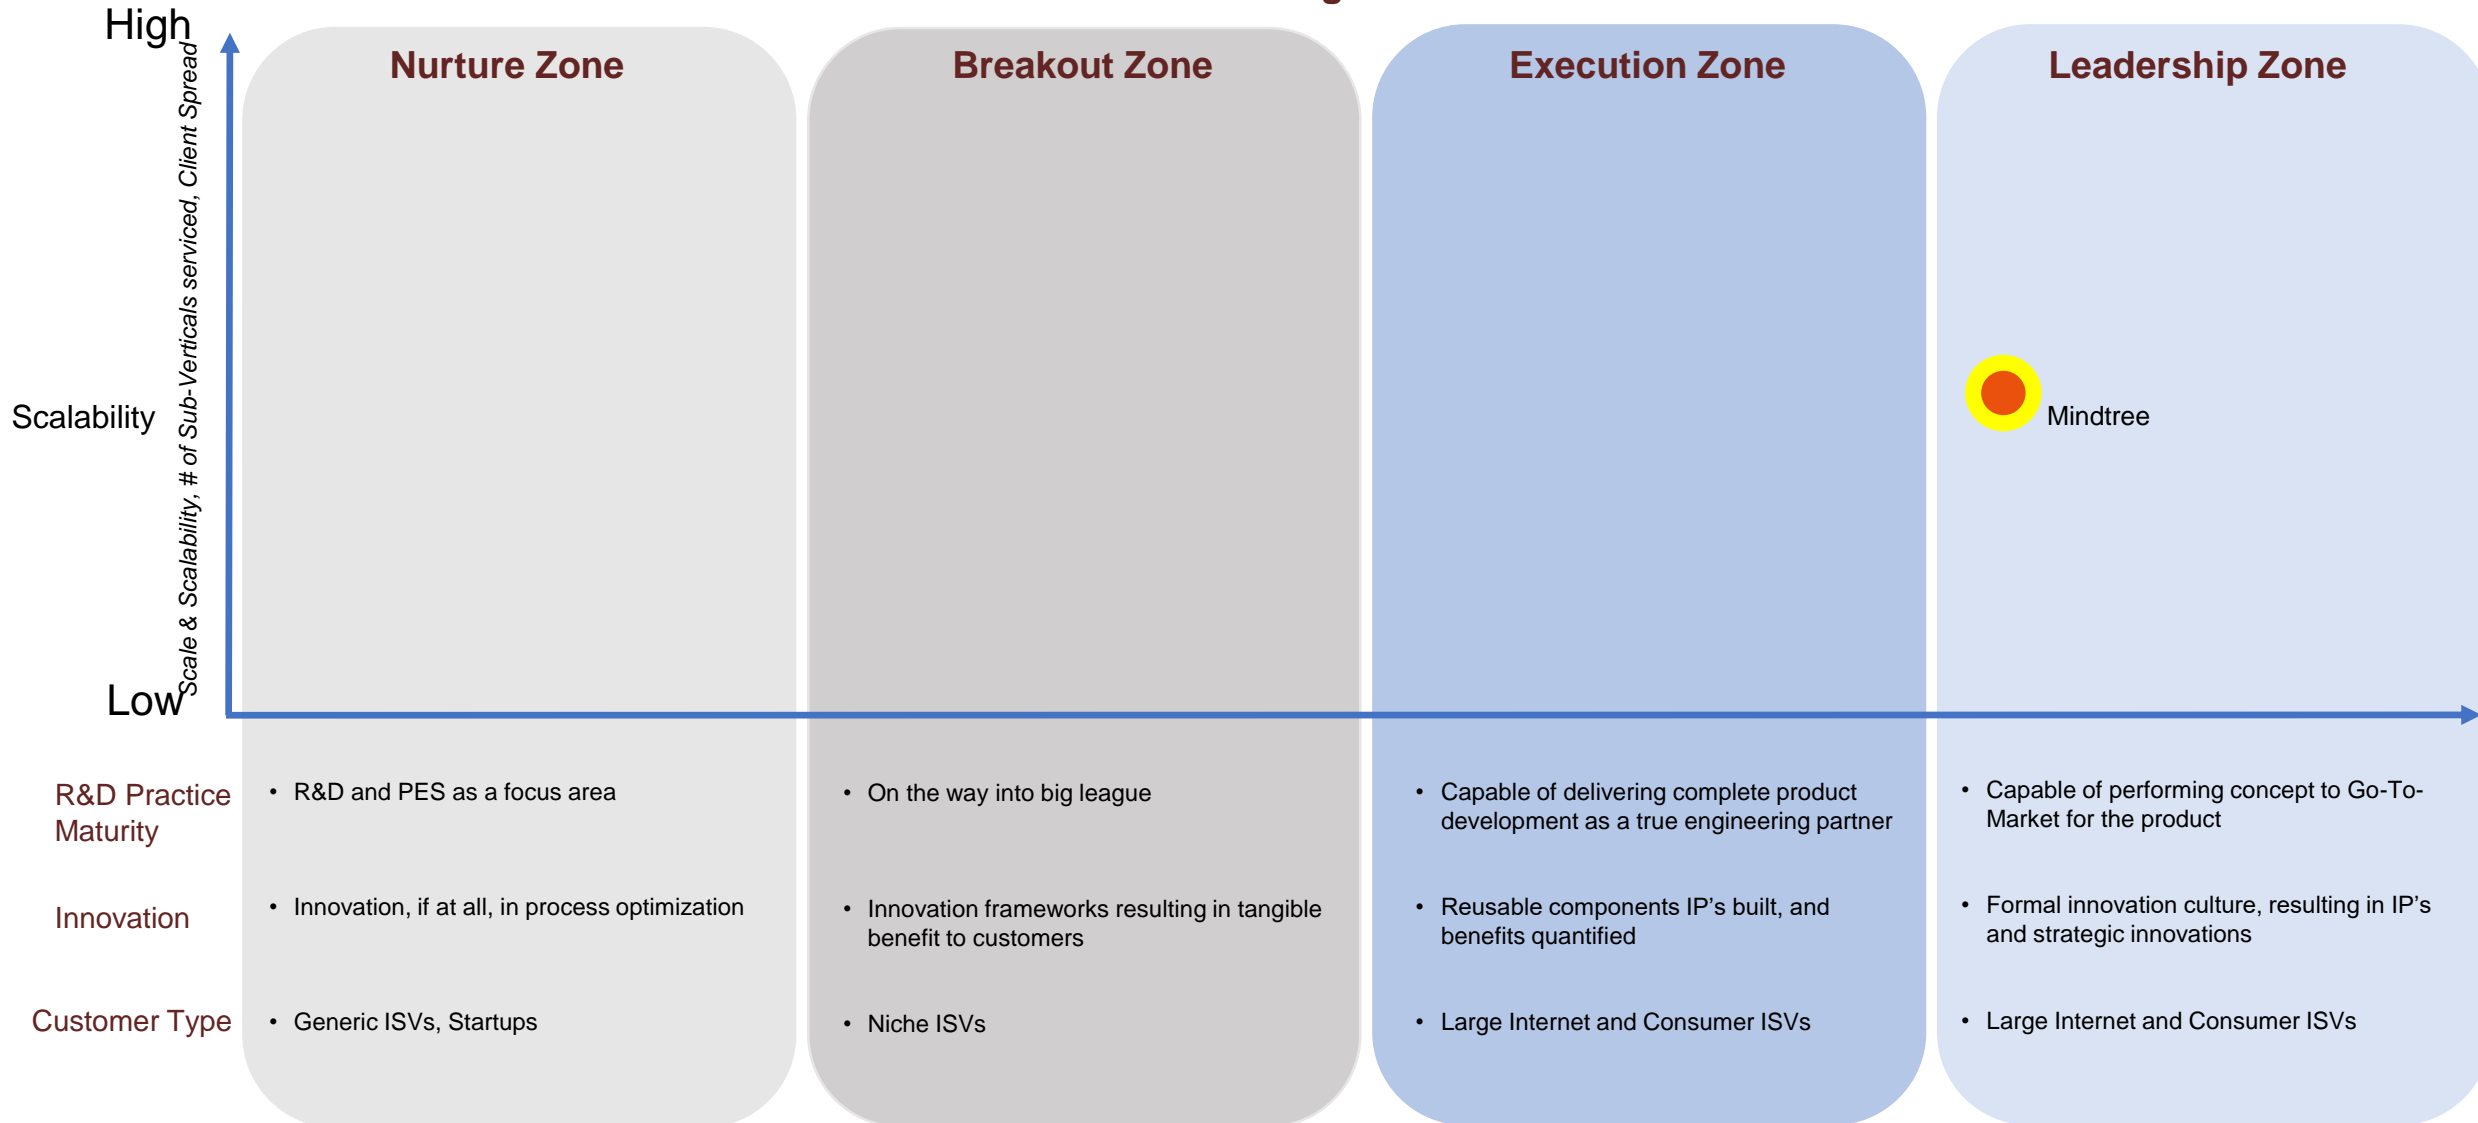 High
Nurture Zone
Breakout Zone
Execution Zone
Leadership Zone
Scale & Scalability, # of Sub-Verticals serviced, Client Spread
Scalability
Mindtree
Low
R&D Practice
Maturity
• R&D and PES as a focus area
• On the way into big league
• Capable of delivering complete product
development as a true engineering partner
• Capable of performing concept to Go-To-
Market for the product
Innovation
• Innovation, if at all, in process optimization
• Innovation frameworks resulting in tangible
benefit to customers
• Reusable components IP's built, and
benefits quantified
• Formal innovation culture, resulting in IP's
and strategic innovations
Customer Type
• Generic ISVs, Startups
• Niche ISVs
• Large Internet and Consumer ISVs
• Large Internet and Consumer ISVs